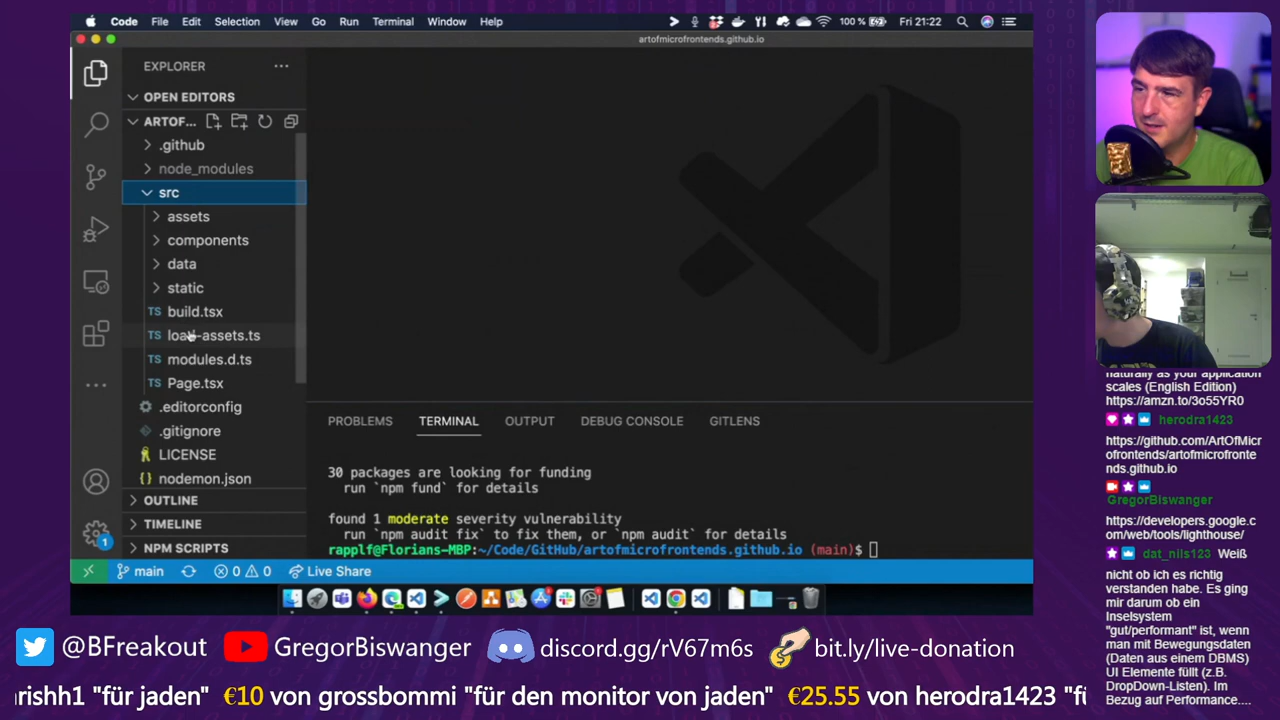 Code File Edit Selection View Go Run Terminal Window Help
100 % Fri 21:22
artofmicrofrontends.github.io
EXPLORER
OPEN EDITORS
ARTOF...
.github
node_modules
src
assets
components
data
static
TS build.tsx
TS load-assets.ts
TS modules.d.ts
TS Page.tsx
.editorconfig
.gitignore
LICENSE
{} nodemon.json
OUTLINE
TIMELINE
NPM SCRIPTS
1
PROBLEMS TERMINAL OUTPUT DEBUG CONSOLE GITLENS
30 packages are looking for funding
run `npm fund` for details
found 1 moderate severity vulnerability
run `npm audit fix` to fix them, or `npm audit` for details
rapplf@Florians-MBP:~/Code/GitHub/artofmicrofrontends.github.io (main)$
main 0 0 Live Share
naturally as your application
scales (English Edition)
https://amzn.to/3o55YR0
herodra1423
https://github.com/ArtOfMicr
ofrontends/artofmicrofronte
nds.github.io
GregorBiswanger
https://developers.google.c
om/web/tools/lighthouse/
dat_nils123 Weiß
nicht ob ich es richtig
verstanden habe. Es ging
mir darum ob ein
Inselsystem
"gut/performant" ist, wenn
man mit Bewegungsdaten
(Daten aus einem DBMS)
UI Elemente füllt (z.B.
DropDown-Listen). Im
Bezug auf Performance....
@BFreakout GregorBiswanger discord.gg/rV67m6s bit.ly/live-donation
rishh1 "für jaden" €10 von grossbommi "für den monitor von jaden" €25.55 von herodra1423 "fü